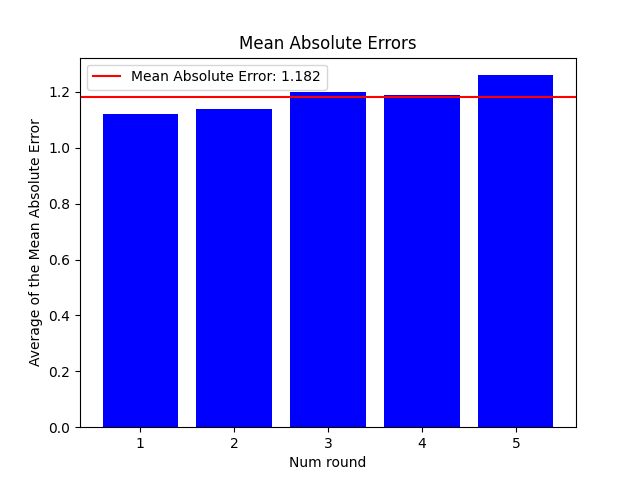 Mean Absolute Errors
Mean Absolute Error: 1.182
Average of the Mean Absolute Error
1.2
1.0
0.8
0.6
0.4
0.2
0.0
1 2 3 4 5
Num round